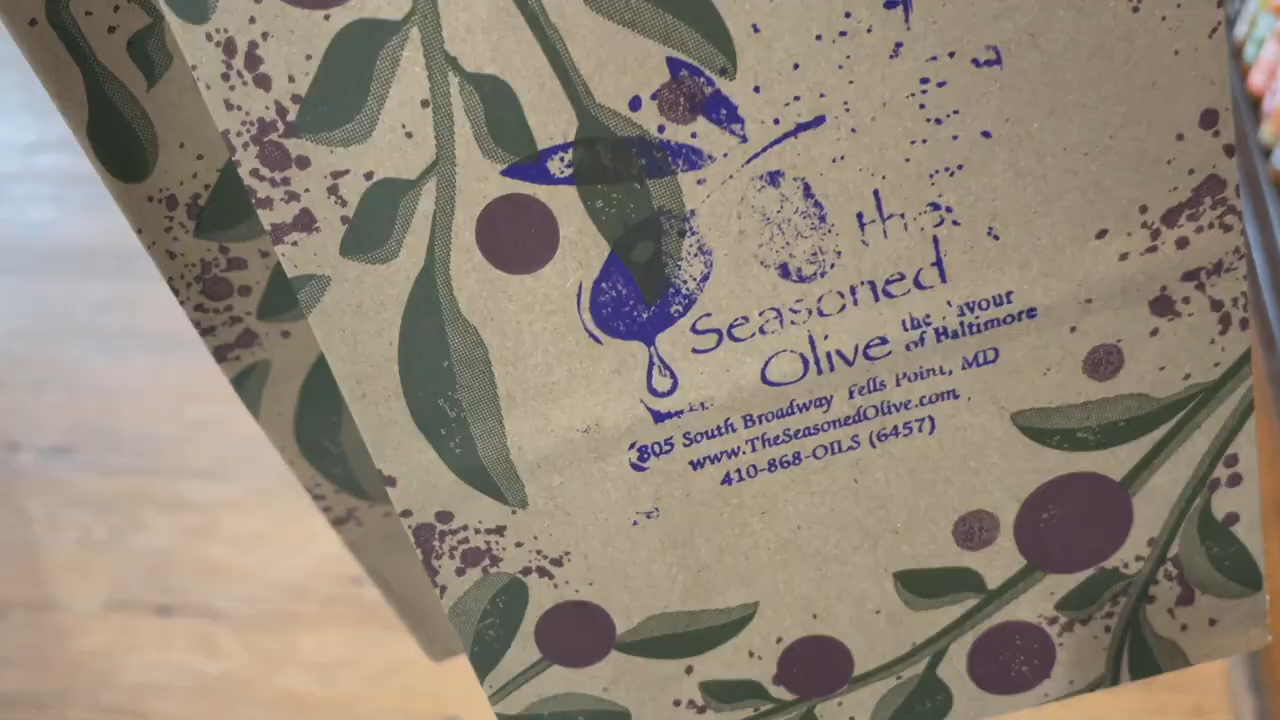 the
Seasoned
Olive
the flavour
of Baltimore
805 South Broadway Fells Point, MD
www.TheSeasonedOlive.com
410-868-OILS (6457)